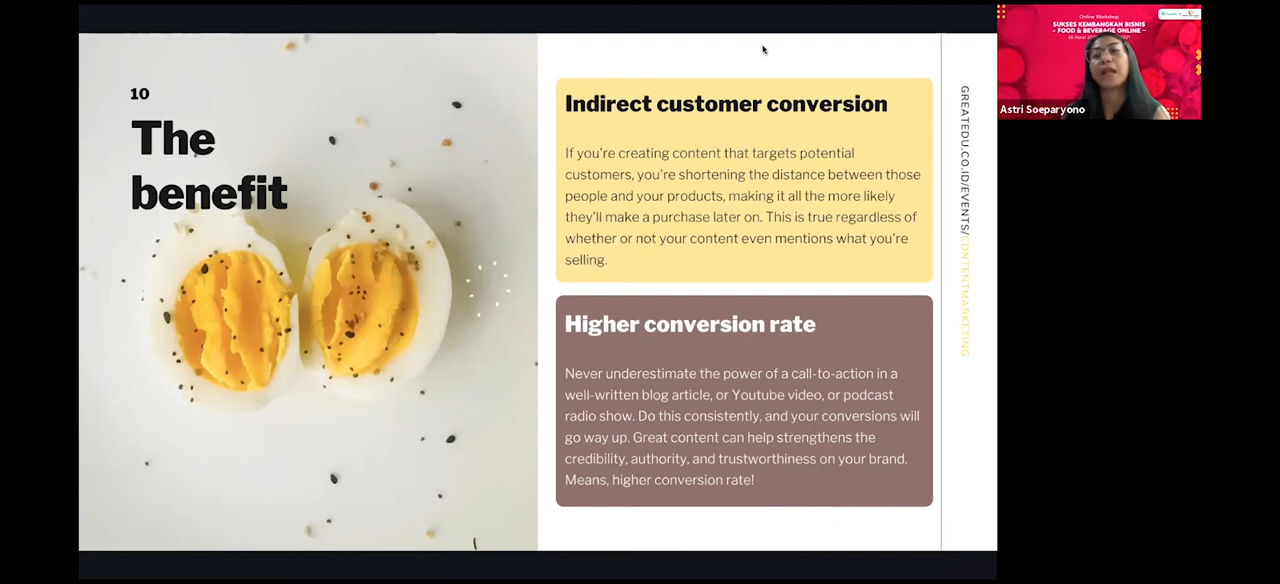 10
The
benefit
Indirect customer conversion
If you're creating content that targets potential
customers, you're shortening the distance between those
people and your products, making it all the more likely
they'll make a purchase later on. This is true regardless of
whether or not your content even mentions what you're
selling.
Higher conversion rate
Never underestimate the power of a call-to-action in a
well-written blog article, or Youtube video, or podcast
radio show. Do this consistently, and your conversions will
go way up. Great content can help strengthens the
credibility, authority, and trustworthiness on your brand.
Means, higher conversion rate!
GREATEDU.CO.ID/EVENTS/CONTENTMARKETING
Online Workshop
SUKSES KEMBANGKAN BISNIS
- FOOD & BEVERAGE ONLINE -
Astri Soeparyono